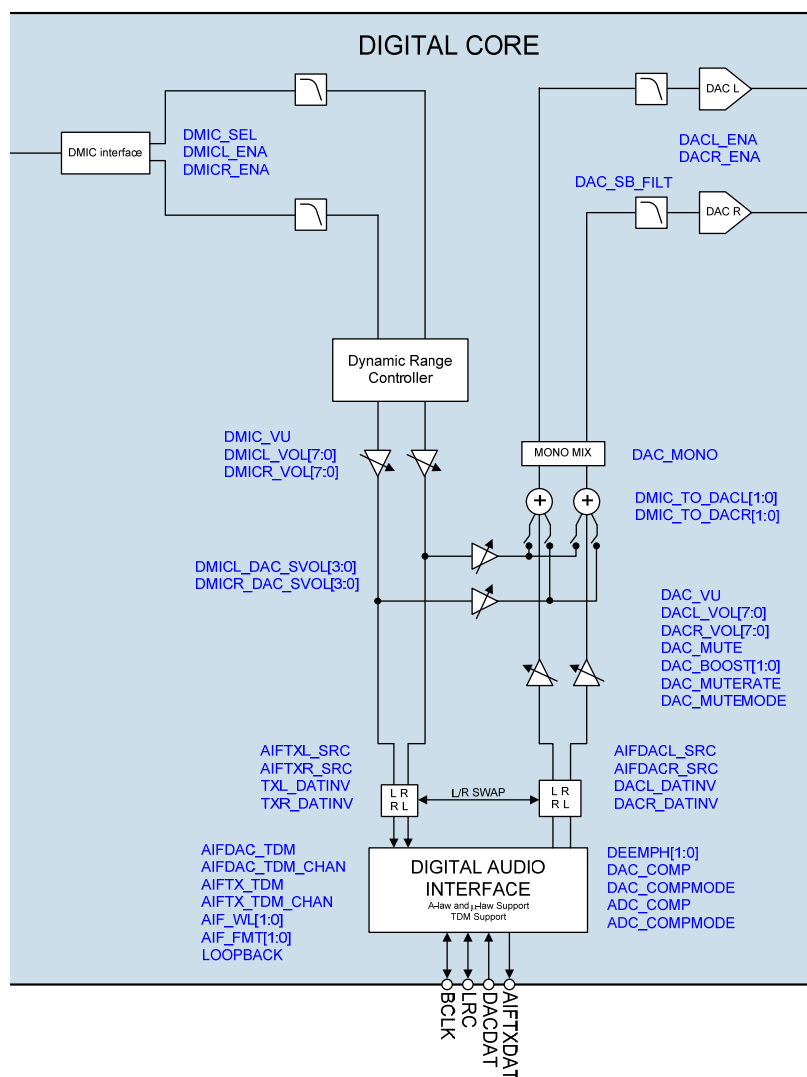 DIGITAL CORE
DMIC interface
DMIC_SEL
DMICL_ENA
DMICR_ENA
DAC L
DACL_ENA
DACR_ENA
DAC_SB_FILT
DAC R
Dynamic Range
Controller
DMIC_VU
DMICL_VOL[7:0]
DMICR_VOL[7:0]
MONO MIX
DAC_MONO
+
+
DMIC_TO_DACL[1:0]
DMIC_TO_DACR[1:0]
DMICL_DAC_SVOL[3:0]
DMICR_DAC_SVOL[3:0]
DAC_VU
DACL_VOL[7:0]
DACR_VOL[7:0]
DAC_MUTE
DAC_BOOST[1:0]
DAC_MUTERATE
DAC_MUTEMODE
AIFTXL_SRC
AIFTXR_SRC
TXL_DATINV
TXR_DATINV
L R
R L
L/R SWAP
L R
R L
AIFDACL_SRC
AIFDACR_SRC
DACL_DATINV
DACR_DATINV
AIFDAC_TDM
AIFDAC_TDM_CHAN
AIFTX_TDM
AIFTX_TDM_CHAN
AIF_WL[1:0]
AIF_FMT[1:0]
LOOPBACK
DIGITAL AUDIO
INTERFACE
A-law and μ-law Support
TDM Support
DEEMPH[1:0]
DAC_COMP
DAC_COMPMODE
ADC_COMP
ADC_COMPMODE
BCLK
LRC
DACDAT
AIFTXDAT